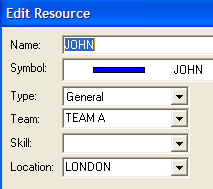 Edit Resource
Name: JOHN
Symbol: JOHN
Type: General
Team: TEAM A
Skill:
Location: LONDON